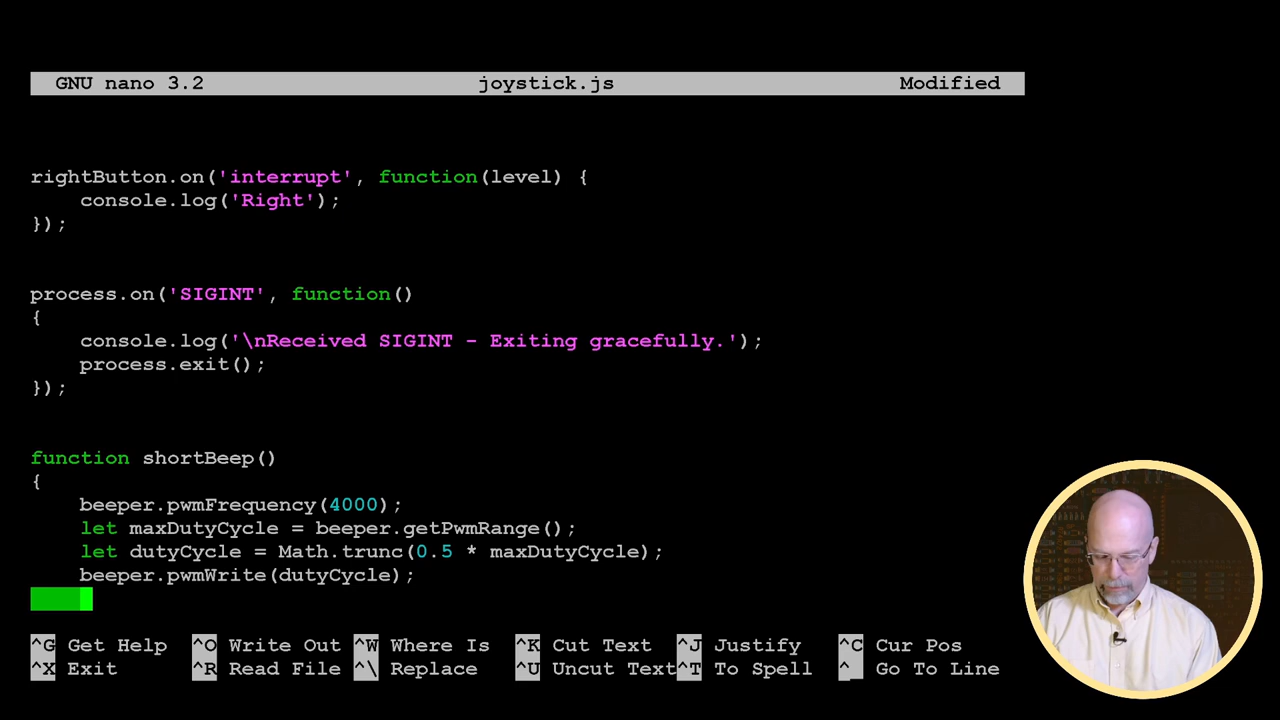 GNU nano 3.2 joystick.js Modified
rightButton.on('interrupt', function(level) {
console.log('Right');
});
process.on('SIGINT', function()
{
console.log('\nReceived SIGINT - Exiting gracefully.');
process.exit();
});
function shortBeep()
{
beeper.pwmFrequency(4000);
let maxDutyCycle = beeper.getPwmRange();
let dutyCycle = Math.trunc(0.5 * maxDutyCycle);
beeper.pwmWrite(dutyCycle);
^G Get Help ^O Write Out ^W Where Is ^K Cut Text ^J Justify ^C Cur Pos
^X Exit ^R Read File ^\ Replace ^U Uncut Text ^T To Spell ^_ Go To Line